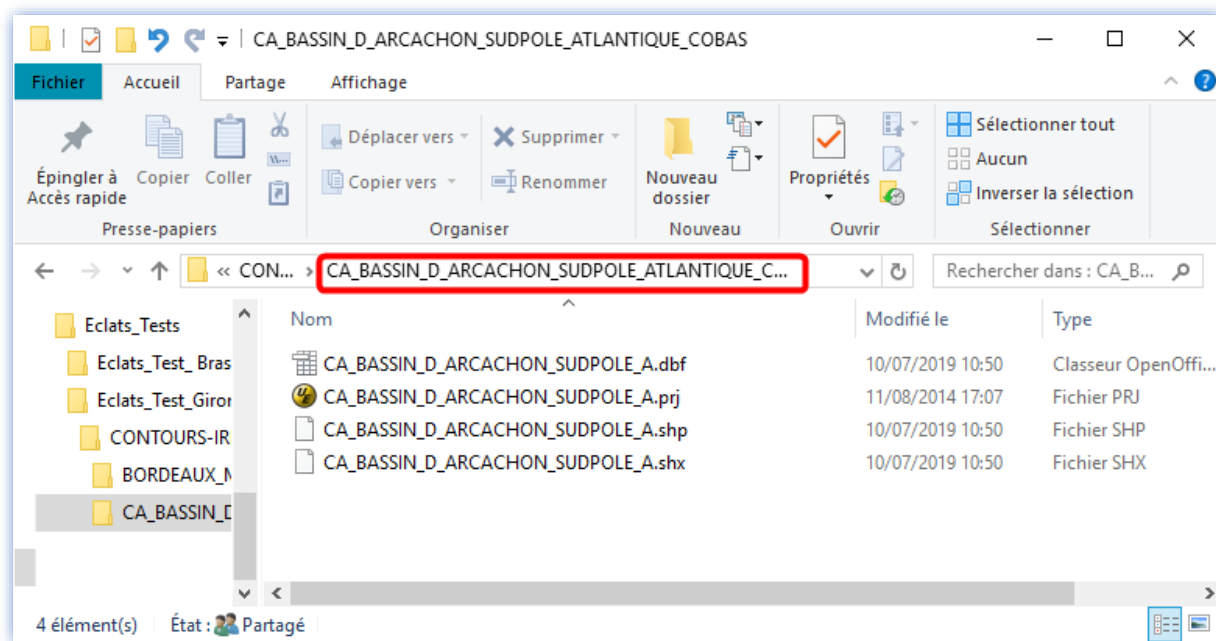 CA_BASSIN_D_ARCACHON_SUDPOLE_ATLANTIQUE_COBAS
Fichier Accueil Partage Affichage
Épingler à Accès rapide
Copier
Coller
Déplacer vers
Copier vers
Supprimer
Renommer
Nouveau dossier
Propriétés
Sélectionner tout
Aucun
Inverser la sélection
Presse-papiers Organiser Nouveau Ouvrir Sélectionner
« CON... › CA_BASSIN_D_ARCACHON_SUDPOLE_ATLANTIQUE_C...
Rechercher dans : CA_B...
Eclats_Tests
Eclats_Test_ Bras
Eclats_Test_Giror
CONTOURS-IR
BORDEAUX_N
CA_BASSIN_D
Nom Modifié le Type
CA_BASSIN_D_ARCACHON_SUDPOLE_A.dbf 10/07/2019 10:50 Classeur OpenOffi...
CA_BASSIN_D_ARCACHON_SUDPOLE_A.prj 11/08/2014 17:07 Fichier PRJ
CA_BASSIN_D_ARCACHON_SUDPOLE_A.shp 10/07/2019 10:50 Fichier SHP
CA_BASSIN_D_ARCACHON_SUDPOLE_A.shx 10/07/2019 10:50 Fichier SHX
4 élément(s) État : Partagé